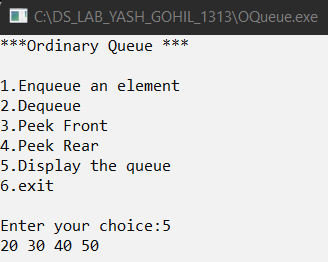 C:\DS_LAB_YASH_GOHIL_1313\OQueue.exe
***Ordinary Queue ***
1.Enqueue an element
2.Dequeue
3.Peek Front
4.Peek Rear
5.Display the queue
6.exit
Enter your choice:5
20 30 40 50